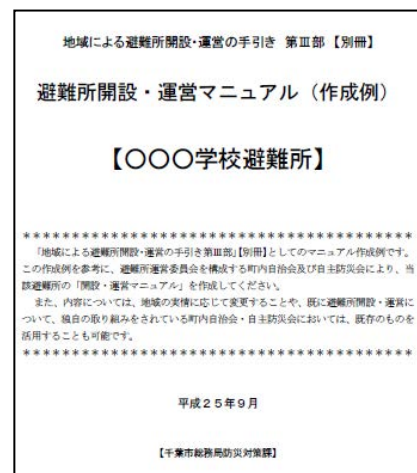 地域による避難所開設・運営の手引き 第Ⅲ部【別冊】
避難所開設・運営マニュアル（作成例）
【〇〇〇学校避難所】
＊＊＊＊＊＊＊＊＊＊＊＊＊＊＊＊＊＊＊＊＊＊＊＊＊＊＊＊＊＊＊＊＊＊＊＊＊＊＊
「地域による避難所開設・運営の手引き第Ⅲ部」【別冊】としてのマニュアル作成例です。
この作成例を参考に、避難所運営委員会を構成する町内自治会及び自主防災会により、当
該避難所の「開設・運営マニュアル」を作成してください。
また、内容については、地域の実情に応じて変更することや、既に避難所開設・運営に
ついて、独自の取り組みをされている町内自治会・自主防災会においては、既存のものを
活用することも可能です。
＊＊＊＊＊＊＊＊＊＊＊＊＊＊＊＊＊＊＊＊＊＊＊＊＊＊＊＊＊＊＊＊＊＊＊＊＊＊＊
平成２５年９月
【千葉市総務局防災対策課】